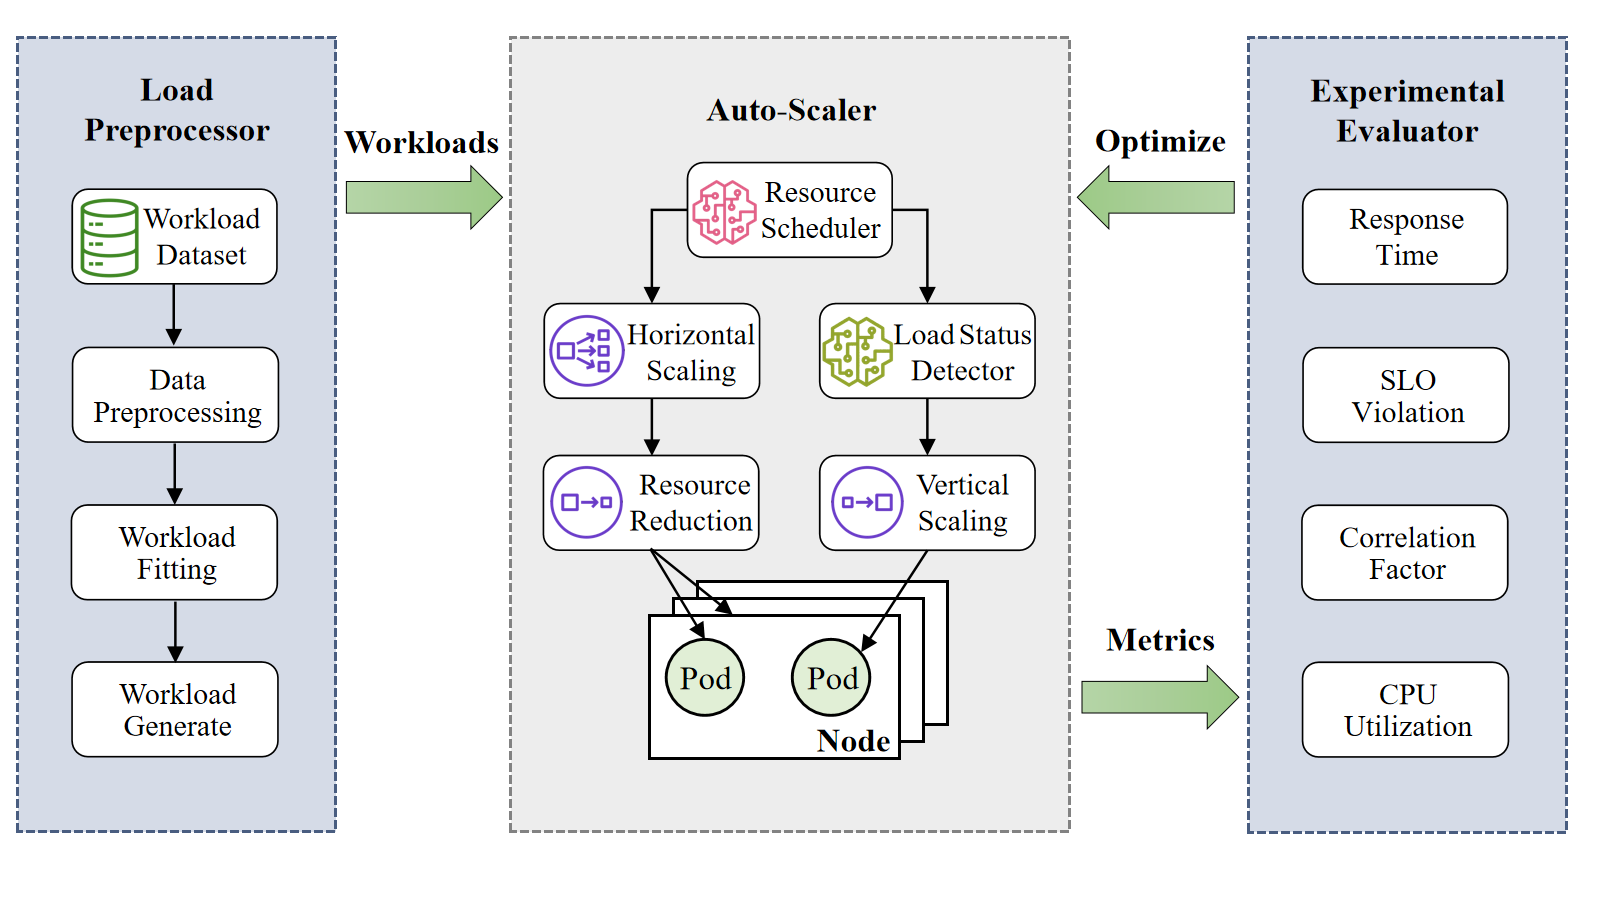 Load
Preprocessor
Workload
Dataset
Data
Preprocessing
Workload
Fitting
Workload
Generate
Workloads
Auto-Scaler
Resource
Scheduler
Horizontal
Scaling
Load Status
Detector
Resource
Reduction
Vertical
Scaling
Pod
Pod
Node
Optimize
Metrics
Experimental
Evaluator
Response
Time
SLO
Violation
Correlation
Factor
CPU
Utilization